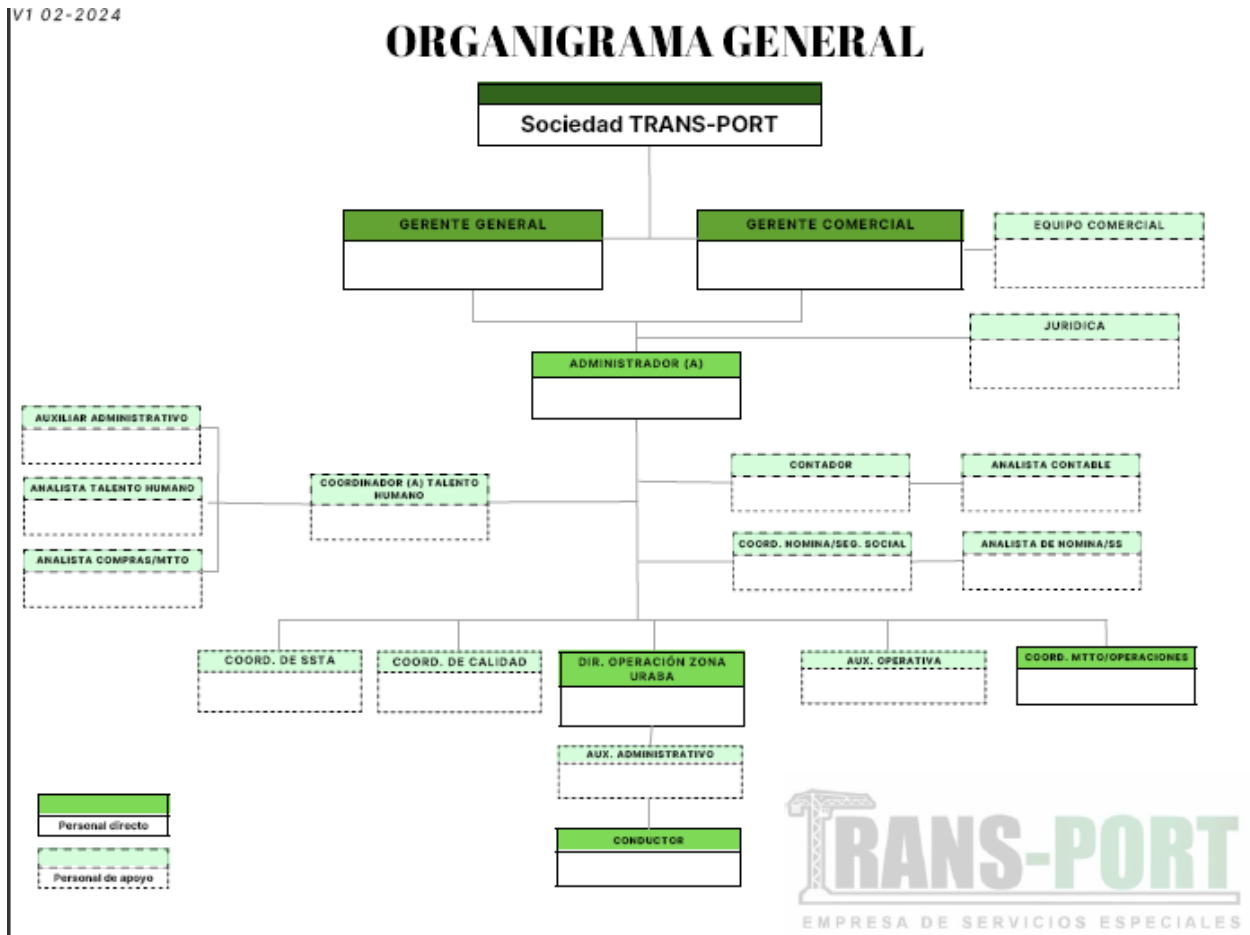 V1 02-2024
ORGANIGRAMA GENERAL
Sociedad TRANS-PORT
GERENTE GENERAL
GERENTE COMERCIAL
EQUIPO COMERCIAL
JURIDICA
ADMINISTRADOR (A)
AUXILIAR ADMINISTRATIVO
ANALISTA TALENTO HUMANO
ANALISTA COMPRAS/MTTO
COORDINADOR (A) TALENTO
HUMANO
CONTADOR
ANALISTA CONTABLE
COORD. NOMINA/SEG. SOCIAL
ANALISTA DE NOMINA/SS
COORD. DE SSTA
COORD. DE CALIDAD
DIR. OPERACIÓN ZONA
URABA
AUX. OPERATIVA
COORD. MTTO/OPERACIONES
AUX. ADMINISTRATIVO
CONDUCTOR
Personal directo
Personal de apoyo
TRANS-PORT
EMPRESA DE SERVICIOS ESPECIALES